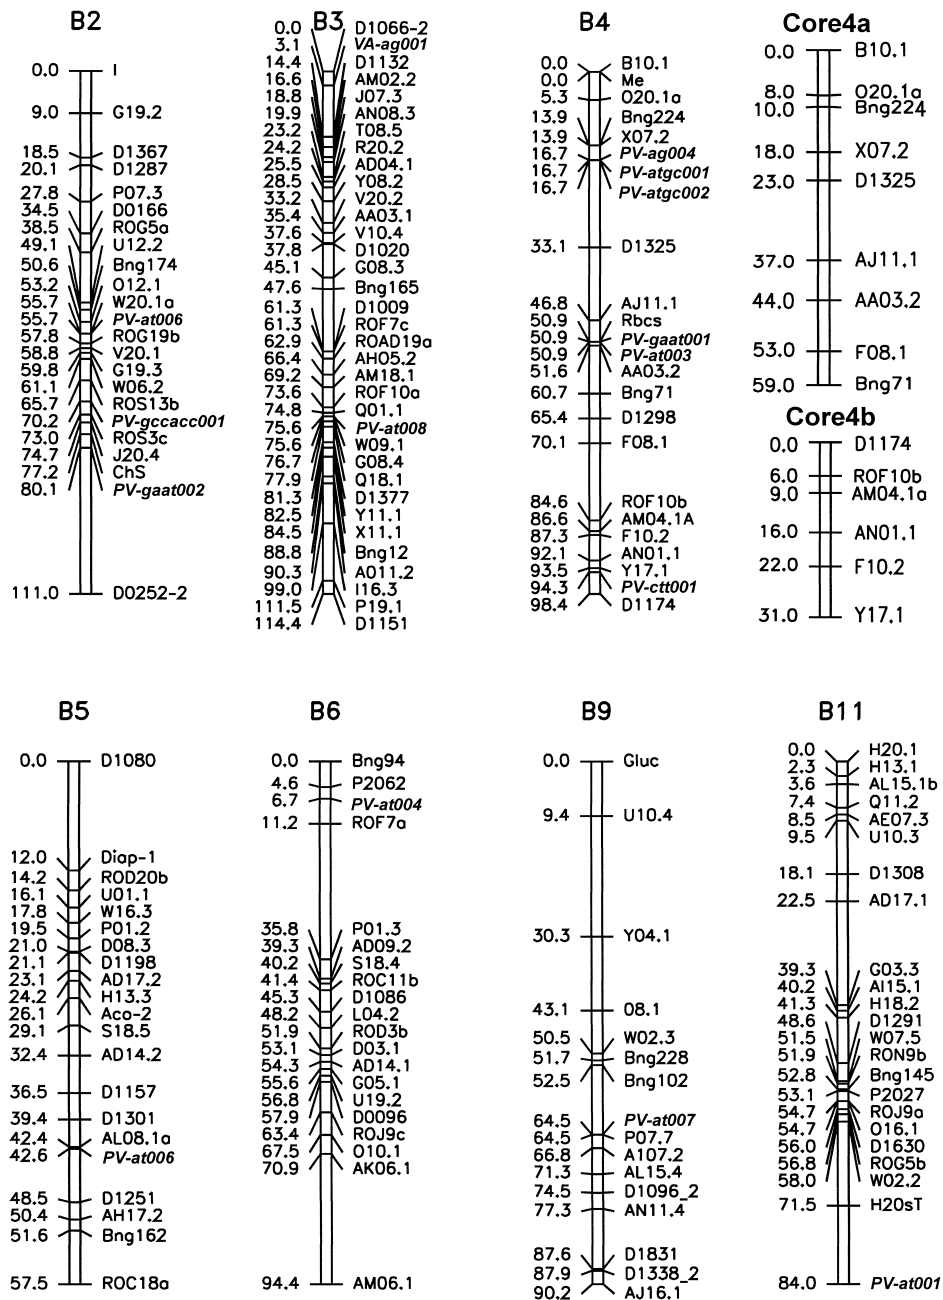 B2
0.0 I
9.0 G19.2
18.5 D1367
20.1 D1287
27.8 P07.3
34.5 D0166
38.5 ROG5a
49.1 U12.2
50.6 Bng174
53.2 O12.1
55.7 W20.1a
55.7 PV-at006
57.8 ROG19b
58.8 V20.1
59.8 G19.3
61.1 W06.2
65.7 ROS13b
70.2 PV-gccacc001
73.0 ROS3c
74.7 J20.4
77.2 ChS
80.1 PV-gaat002
111.0 D0252-2
B3
0.0 D1066-2
3.1 VA-ag001
14.4 D1132
16.6 AM02.2
18.8 J07.3
19.9 AN08.3
23.2 T08.5
24.2 R20.2
25.5 AD04.1
28.5 Y08.2
33.2 V20.2
35.4 AA03.1
37.6 V10.4
37.8 D1020
45.1 G08.3
47.6 Bng165
61.3 D1009
61.3 ROF7c
62.9 ROAD19a
66.4 AH05.2
69.2 AM18.1
73.6 ROF10a
74.8 Q01.1
75.6 PV-at008
75.6 W09.1
76.7 G08.4
77.9 Q18.1
81.3 D1377
82.5 Y11.1
84.5 X11.1
88.8 Bng12
90.3 AO11.2
99.0 I16.3
111.5 P19.1
114.4 D1151
B4
0.0 B10.1
0.0 Me
5.3 O20.1a
13.9 Bng224
13.9 X07.2
16.7 PV-ag004
16.7 PV-atgc001
16.7 PV-atgc002
33.1 D1325
46.8 AJ11.1
50.9 Rbcs
50.9 PV-gaat001
50.9 PV-at003
51.6 AA03.2
60.7 Bng71
65.4 D1298
70.1 F08.1
84.6 ROF10b
86.6 AM04.1A
87.3 F10.2
92.1 AN01.1
93.5 Y17.1
94.3 PV-ctt001
98.4 D1174
Core4a
0.0 B10.1
8.0 O20.1a
10.0 Bng224
18.0 X07.2
23.0 D1325
37.0 AJ11.1
44.0 AA03.2
53.0 F08.1
59.0 Bng71
Core4b
0.0 D1174
6.0 ROF10b
9.0 AM04.1a
16.0 AN01.1
22.0 F10.2
31.0 Y17.1
B5
0.0 D1080
12.0 Diap-1
14.2 ROD20b
16.1 U01.1
17.8 W16.3
19.5 P01.2
21.0 D08.3
21.1 D1198
23.1 AD17.2
24.2 H13.3
26.1 Aco-2
29.1 S18.5
32.4 AD14.2
36.5 D1157
39.4 D1301
42.4 AL08.1a
42.6 PV-at006
48.5 D1251
50.4 AH17.2
51.6 Bng162
57.5 ROC18a
B6
0.0 Bng94
4.6 P2062
6.7 PV-at004
11.2 ROF7a
35.8 P01.3
39.3 AD09.2
40.2 S18.4
41.4 ROC11b
45.3 D1086
48.2 L04.2
51.9 ROD3b
53.1 D03.1
54.3 AD14.1
55.6 G05.1
56.8 U19.2
57.9 D0096
63.4 ROJ9c
67.5 O10.1
70.9 AK06.1
94.4 AM06.1
B9
0.0 Gluc
9.4 U10.4
30.3 Y04.1
43.1 O8.1
50.5 W02.3
51.7 Bng228
52.5 Bng102
64.5 PV-at007
64.5 P07.7
66.8 A107.2
71.3 AL15.4
74.5 D1096_2
77.3 AN11.4
87.6 D1831
87.9 D1338_2
90.2 AJ16.1
B11
0.0 H20.1
2.3 H13.1
3.6 AL15.1b
7.4 Q11.2
8.5 AE07.3
9.5 U10.3
18.1 D1308
22.5 AD17.1
39.3 G03.3
40.2 AI15.1
41.3 H18.2
48.6 D1291
51.5 W07.5
51.9 RON9b
52.8 Bng145
53.1 P2027
54.7 ROJ9a
54.7 O16.1
56.0 D1630
56.8 ROG5b
58.0 W02.2
71.5 H20sT
84.0 PV-at001